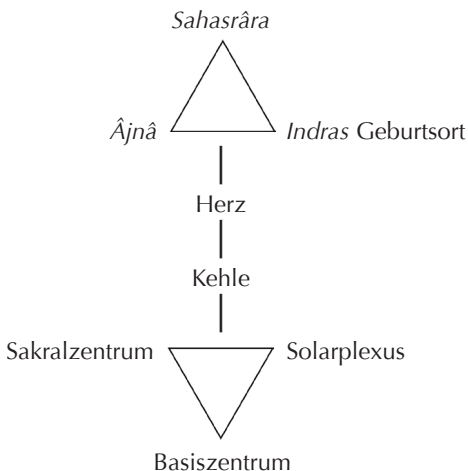 Sahasrâra
Âjnâ
Indras Geburtsort
Herz
Kehle
Sakralzentrum
Solarplexus
Basiszentrum